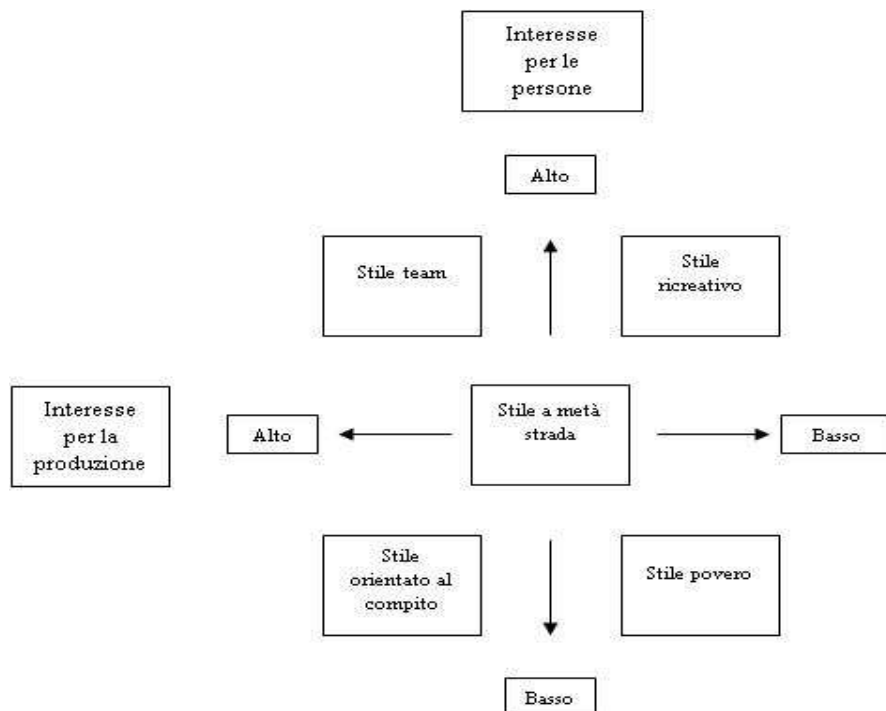 Interesse
per le
persone
Alto
Stile team
Stile
ricreativo
Interesse
per la
produzione
Alto
Stile a metà
strada
Basso
Stile
orientato al
compito
Stile povero
Basso